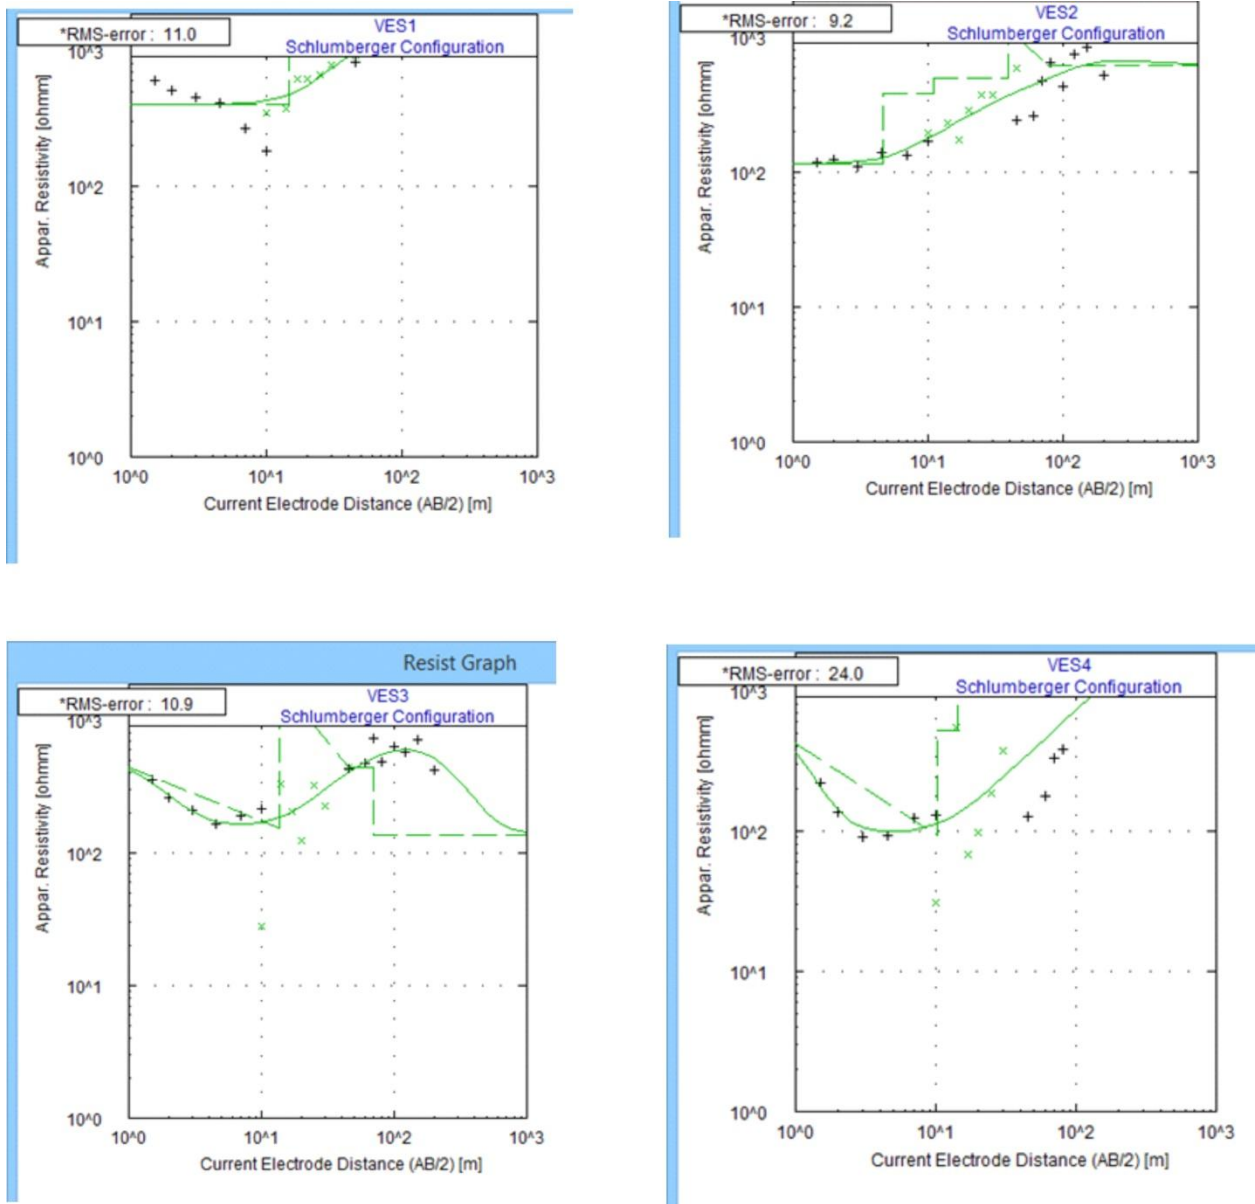 *RMS-error : 11.0
VES1
Schlumberger Configuration
Appar. Resistivity [ohmm]
10^3
10^2
10^1
10^0
10^0 10^1 10^2 10^3
Current Electrode Distance (AB/2) [m]
*RMS-error : 9.2
VES2
Schlumberger Configuration
Appar. Resistivity [ohmm]
10^3
10^2
10^1
10^0
10^0 10^1 10^2 10^3
Current Electrode Distance (AB/2) [m]
Resist Graph
*RMS-error : 10.9
VES3
Schlumberger Configuration
Appar. Resistivity [ohmm]
10^3
10^2
10^1
10^0
10^0 10^1 10^2 10^3
Current Electrode Distance (AB/2) [m]
*RMS-error : 24.0
VES4
Schlumberger Configuration
Appar. Resistivity [ohmm]
10^3
10^2
10^1
10^0
10^0 10^1 10^2 10^3
Current Electrode Distance (AB/2) [m]